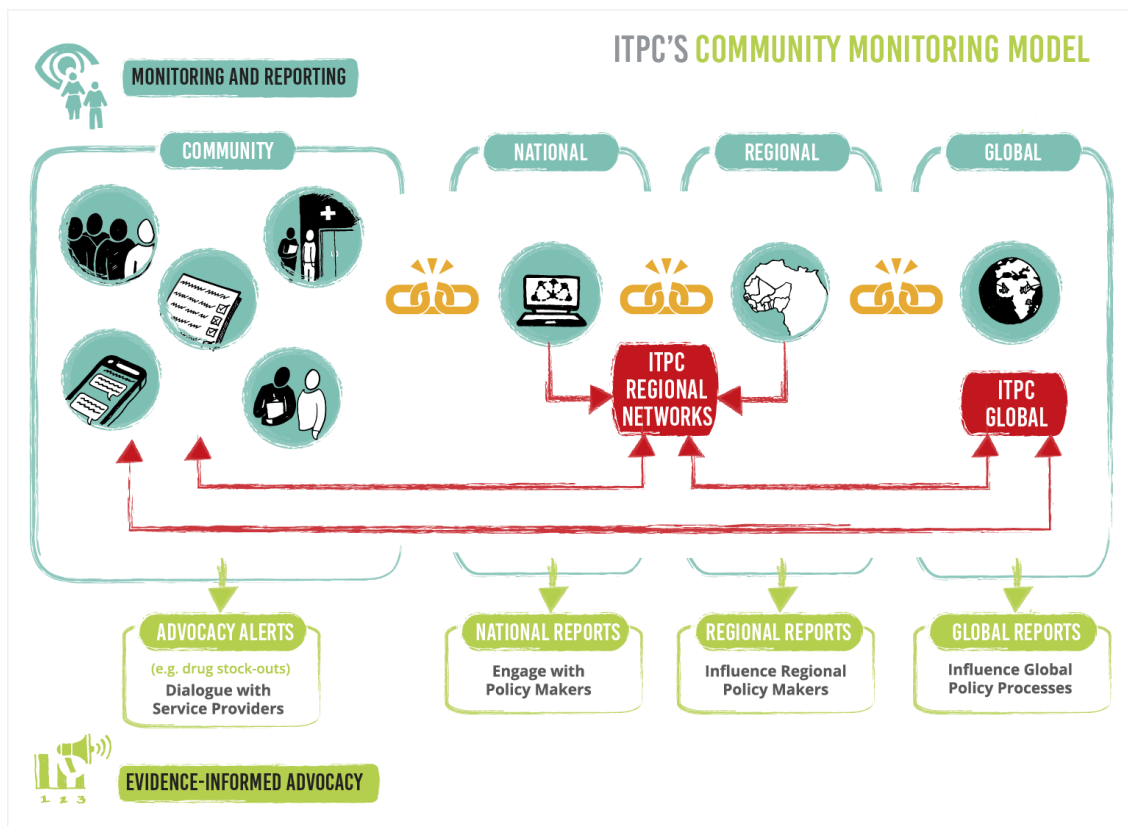 ITPC'S COMMUNITY MONITORING MODEL
MONITORING AND REPORTING
COMMUNITY
NATIONAL
REGIONAL
GLOBAL
ITPC
REGIONAL
NETWORKS
ITPC
GLOBAL
ADVOCACY ALERTS
(e.g. drug stock-outs)
Dialogue with
Service Providers
NATIONAL REPORTS
Engage with
Policy Makers
REGIONAL REPORTS
Influence Regional
Policy Makers
GLOBAL REPORTS
Influence Global
Policy Processes
1 2 3
EVIDENCE-INFORMED ADVOCACY